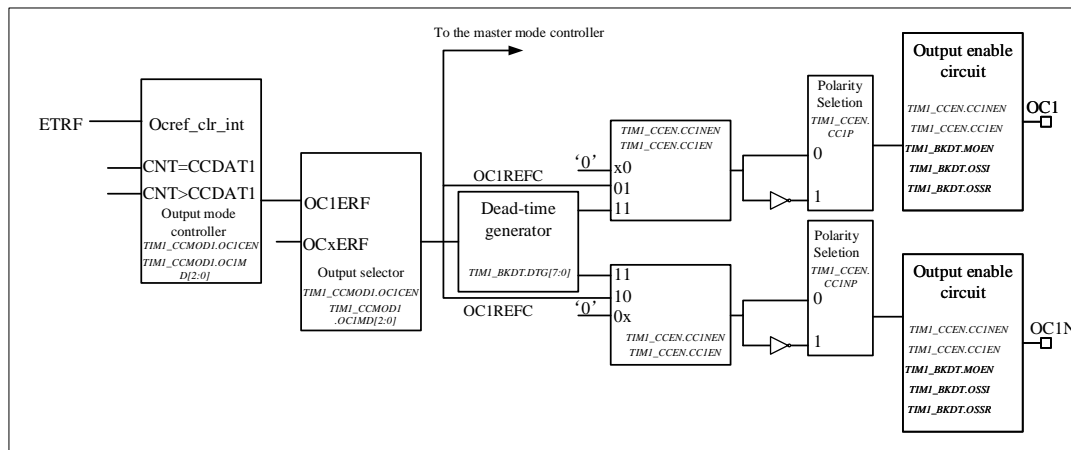 To the master mode controller
ETRF
Ocref_clr_int
CNT=CCDAT1
CNT>CCDAT1
Output mode
controller
TIM1_CCMOD1.OC1CEN
TIM1_CCMOD1.OC1M
D[2:0]
OC1ERF
OCxERF
Output selector
TIM1_CCMOD1.OC1CEN
TIM1_CCMOD1
.OC1MD[2:0]
OC1REFC
Dead-time
generator
TIM1_BKDT.DTG[7:0]
OC1REFC
TIM1_CCEN.CC1NEN
TIM1_CCEN.CC1EN
‘0’
x0
01
11
11
10
‘0’
0x
TIM1_CCEN.CC1NEN
TIM1_CCEN.CC1EN
Polarity
Seletion
TIM1_CCEN.
CC1P
0
1
Polarity
Seletion
TIM1_CCEN.
CC1NP
0
1
Output enable
circuit
TIM1_CCEN.CC1NEN
TIM1_CCEN.CC1EN
TIM1_BKDT.MOEN
TIM1_BKDT.OSSI
TIM1_BKDT.OSSR
OC1
Output enable
circuit
TIM1_CCEN.CC1NEN
TIM1_CCEN.CC1EN
TIM1_BKDT.MOEN
TIM1_BKDT.OSSI
TIM1_BKDT.OSSR
OC1N